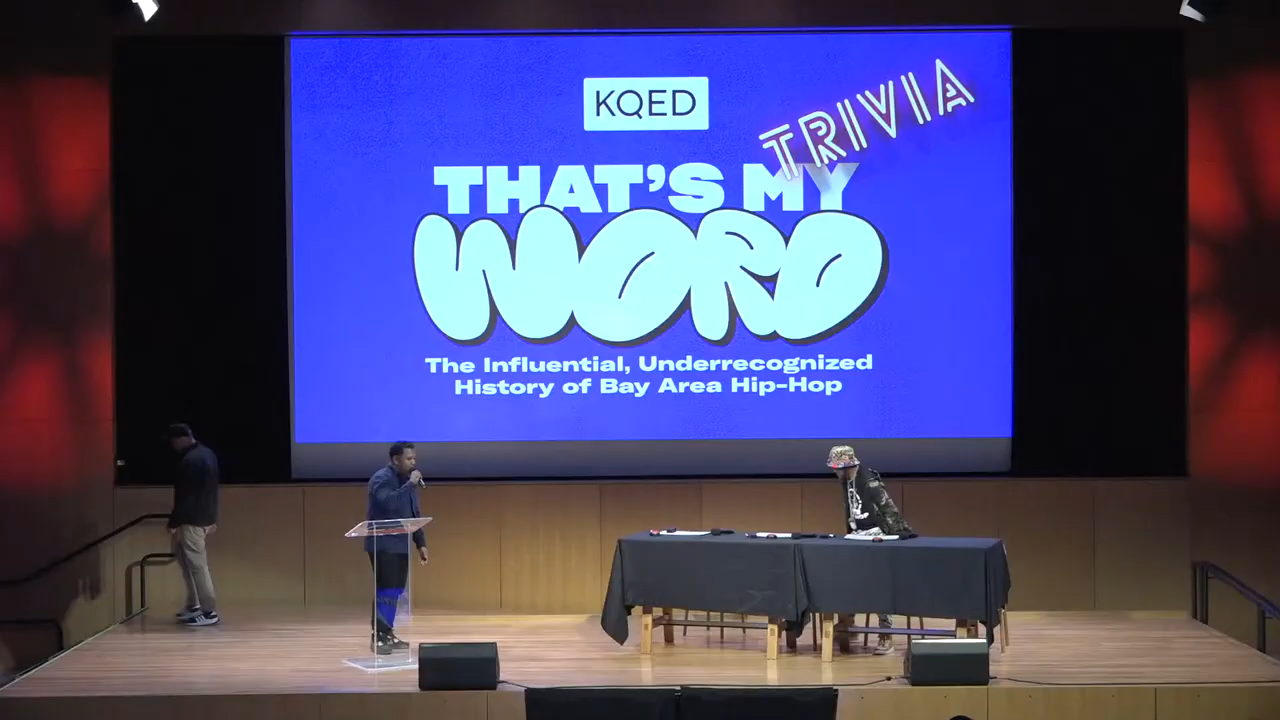 KQED
TRIVIA
THAT'S MY
WORD
The Influential, Underrecognized
History of Bay Area Hip-Hop